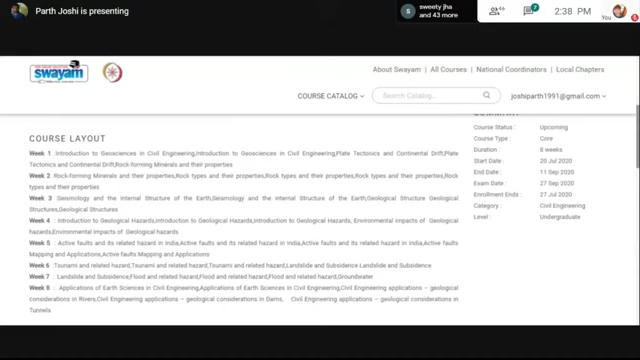 Parth Joshi is presenting
sweety jha
and 43 more
46
7
2:38 PM
You
swayam
About Swayam | All Courses | National Coordinators | Local Chapters
COURSE CATALOG
Search Catalog...
joshiparth1991@gmail.com
COURSE LAYOUT
Week 1 :Introduction to Geosciences in Civil Engineering,Introduction to Geosciences in Civil Engineering,Plate Tectonics and Continental Drift,Plate
Tectonics and Continental Drift,Rock-forming Minerals and their properties
Week 2 :Rock-forming Minerals and their properties,Rock types and their properties,Rock types and their properties,Rock types and their properties,Rock
types and their properties
Week 3 :Seismology and the Internal Structure of the Earth,Seismology and the Internal Structure of the Earth,Geological Structure Geological
Structures,Geological Structures
Week 4 : Introduction to Geological Hazards,Introduction to Geological Hazards,Introduction to Geological Hazards, Environmental impacts of Geological
hazards,Environmental impacts of Geological hazards
Week 5 : Active faults and its related hazard in India,Active faults and its related hazard in India,Active faults and its related hazard in India,Active faults
Mapping and Applications,Active faults Mapping and Applications
Week 6 :Tsunami and related hazard,Tsunami and related hazard,Tsunami and related hazard,Landslide and Subsidence Landslide and Subsidence
Week 7 : Landslide and Subsidence,Flood and related hazard,Flood and related hazard,Flood and related hazard,Groundwater
Week 8 : Applications of Earth Sciences in Civil Engineering,Applications of Earth Sciences in Civil Engineering,Civil Engineering applications – geological
considerations in Rivers,Civil Engineering applications - geological considerations in Dams, Civil Engineering applications – geological considerations in
Tunnels
SUMMARY
Course Status : Upcoming
Course Type : Core
Duration : 8 weeks
Start Date : 20 Jul 2020
End Date : 11 Sep 2020
Exam Date : 27 Sep 2020
Enrollment Ends : 27 Jul 2020
Category : Civil Engineering
Level : Undergraduate